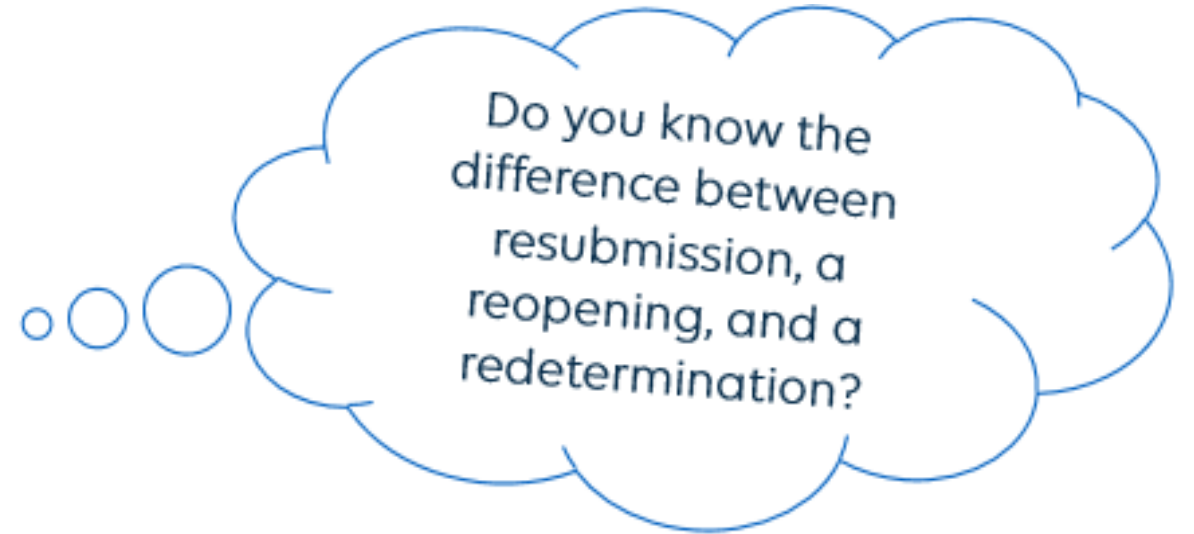 Do you know the
difference between
resubmission, a
reopening, and a
redetermination?